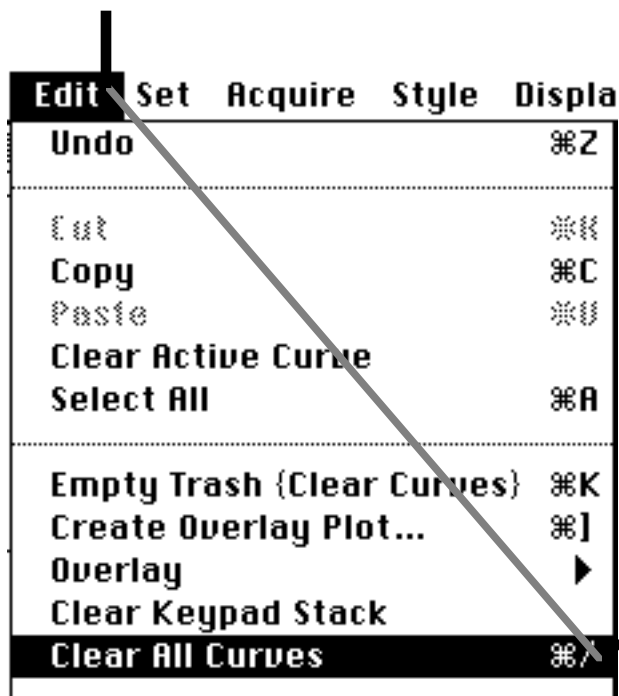 Edit Set Acquire Style Displa
Undo ⌘Z
Cut ⌘X
Copy ⌘C
Paste ⌘V
Clear Active Curve
Select All ⌘A
Empty Trash {Clear Curves} ⌘K
Create Overlay Plot... ⌘]
Overlay ▶
Clear Keypad Stack
Clear All Curves ⌘/